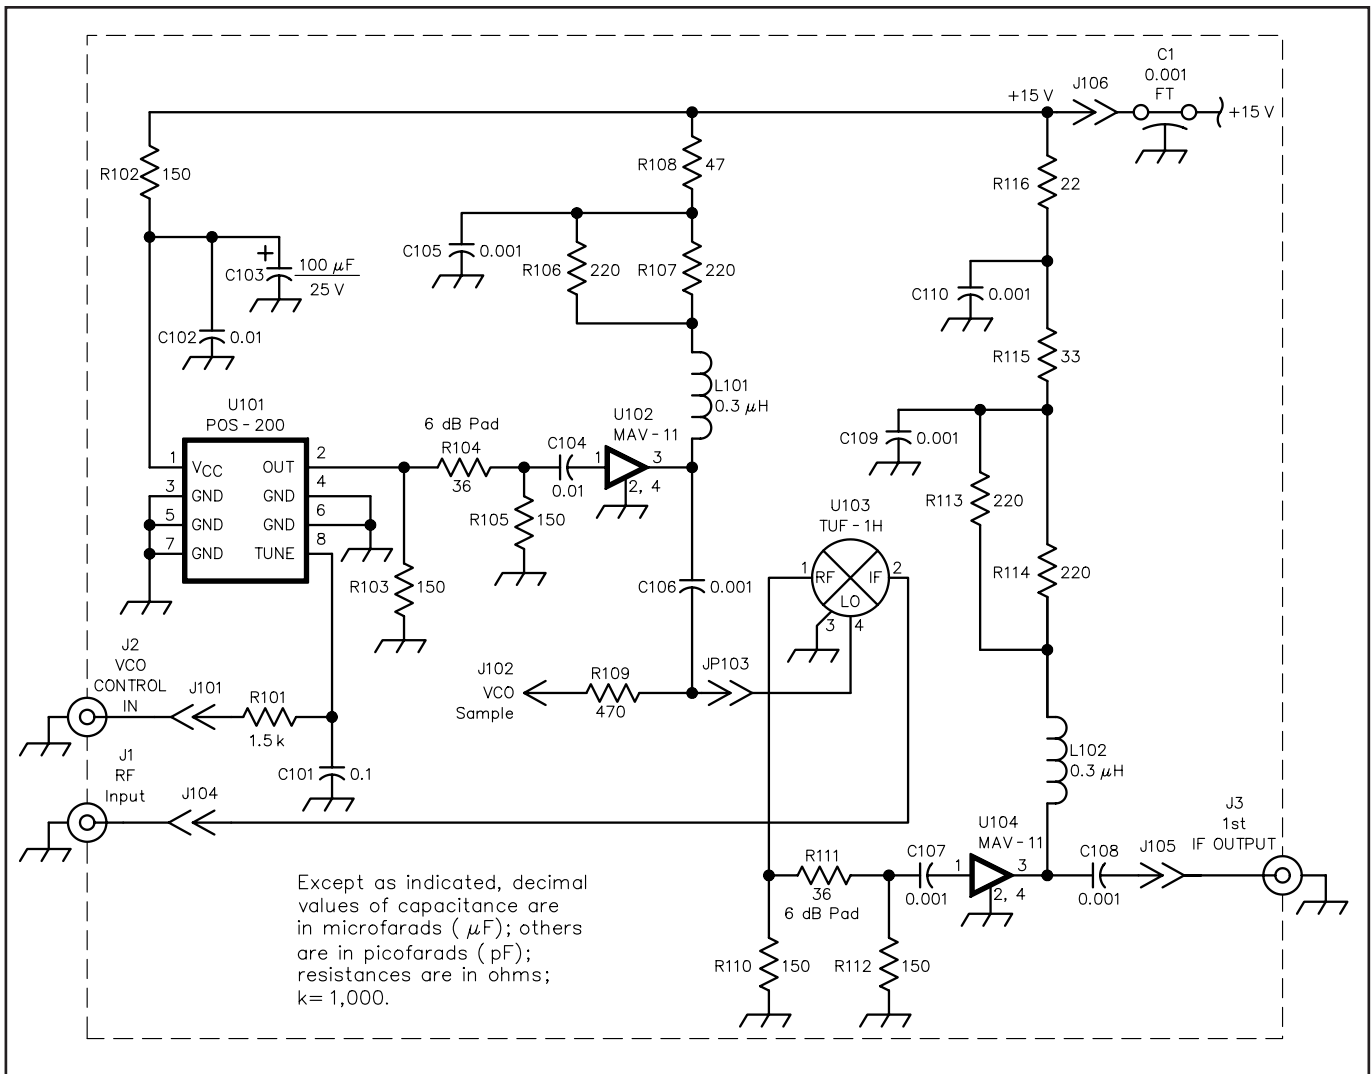 C1
0.001
FT
J106
+15 V
+15 V
R102
150
R108
47
R116
22
C105
0.001
R106
220
R107
220
C103
+
100 µF
25 V
C102
0.01
C110
0.001
R115
33
L101
0.3 µH
U101
POS - 200
1
VCC
OUT
2
3
GND
GND
4
5
GND
GND
6
7
GND
TUNE
8
6 dB Pad
R104
36
C104
0.01
U102
MAV - 11
1
3
2, 4
R105
150
R103
150
C109
0.001
R113
220
R114
220
U103
TUF - 1H
1
RF
IF
2
LO
3
4
C106
0.001
J102
VCO
Sample
R109
470
JP103
J2
VCO
CONTROL
IN
J101
R101
1.5 k
C101
0.1
J1
RF
Input
J104
L102
0.3 µH
U104
MAV - 11
1
3
2, 4
R111
36
6 dB Pad
C107
0.001
C108
0.001
J105
J3
1st
IF OUTPUT
R110
150
R112
150
Except as indicated, decimal
values of capacitance are
in microfarads ( µF); others
are in picofarads ( pF);
resistances are in ohms;
k= 1,000.